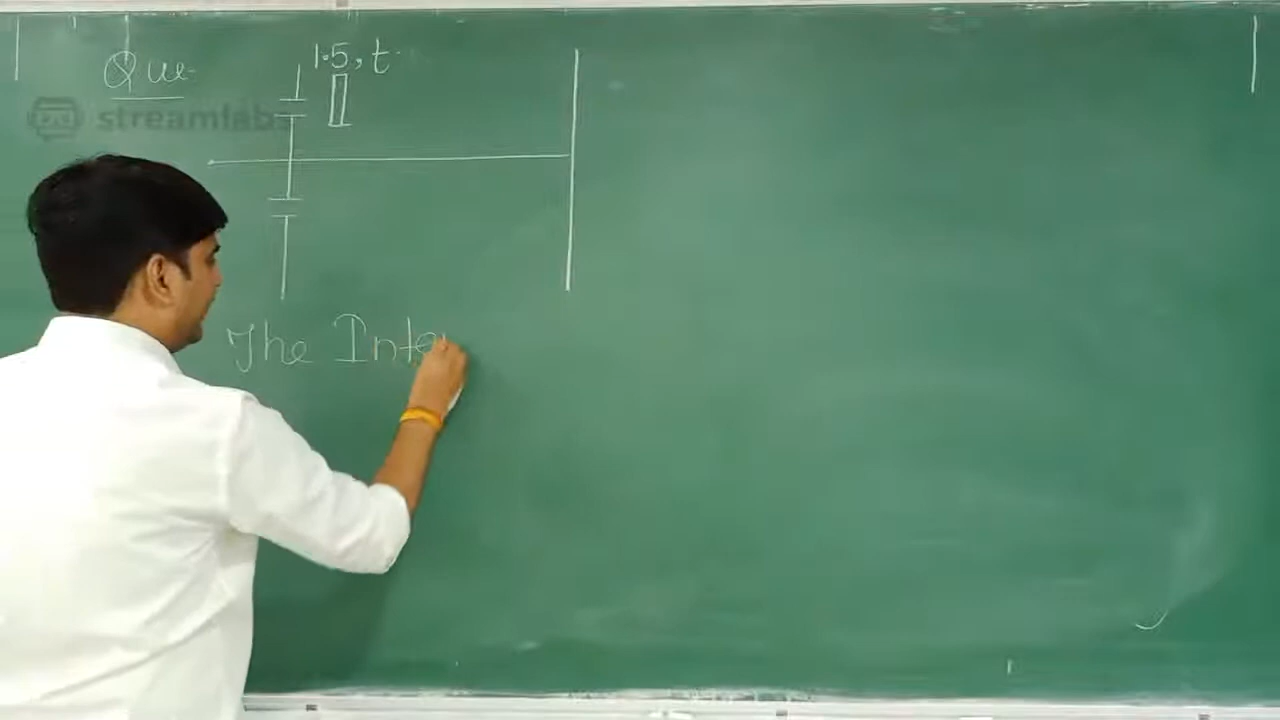 Que.
1.5, t
streamlabs
The Inte